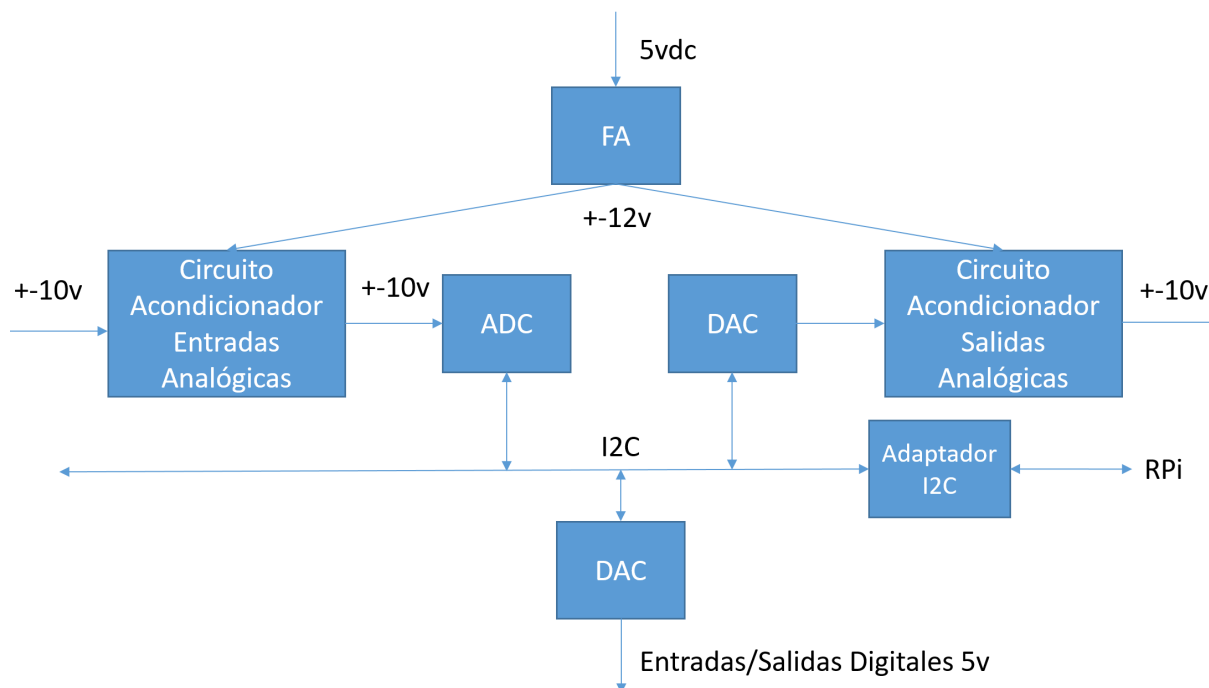 5vdc
FA
+-12v
+-10v
Circuito
Acondicionador
Entradas
Analógicas
+-10v
ADC
DAC
Circuito
Acondicionador
Salidas
Analógicas
+-10v
I2C
Adaptador
I2C
RPi
DAC
Entradas/Salidas Digitales 5v